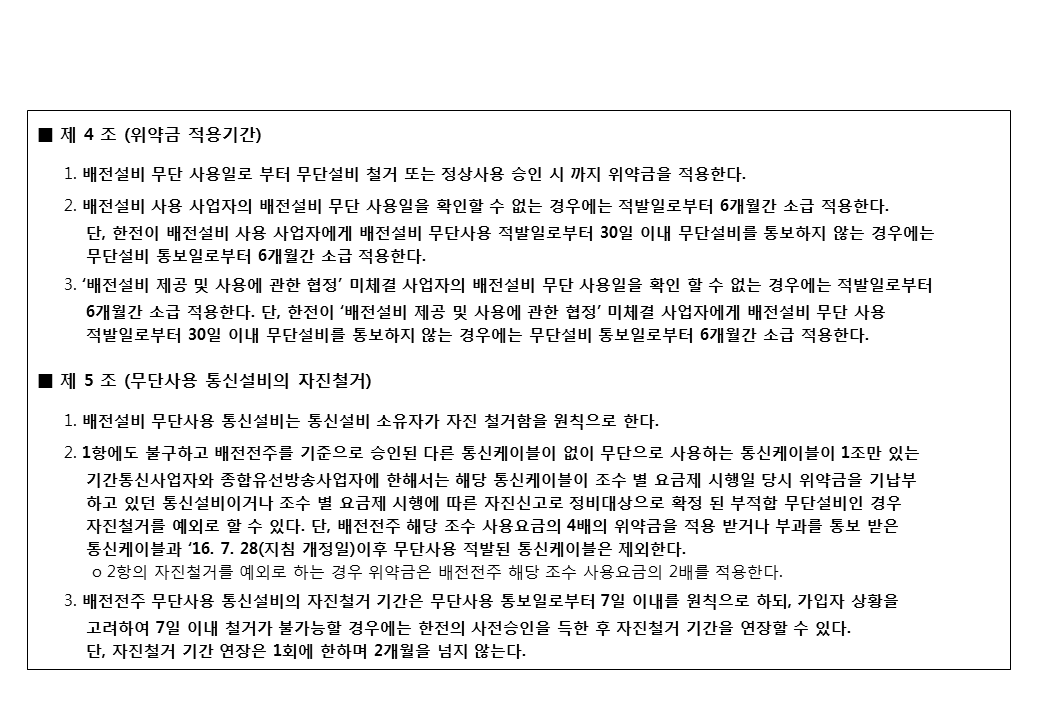 ■ 제 4 조 (위약금 적용기간)
1. 배전설비 무단 사용일로 부터 무단설비 철거 또는 정상사용 승인 시 까지 위약금을 적용한다.
2. 배전설비 사용 사업자의 배전설비 무단 사용일을 확인할 수 없는 경우에는 적발일로부터 6개월간 소급 적용한다.
단, 한전이 배전설비 사용 사업자에게 배전설비 무단사용 적발일로부터 30일 이내 무단설비를 통보하지 않는 경우에는
무단설비 통보일로부터 6개월간 소급 적용한다.
3. ‘배전설비 제공 및 사용에 관한 협정’ 미체결 사업자의 배전설비 무단 사용일을 확인 할 수 없는 경우에는 적발일로부터
6개월간 소급 적용한다. 단, 한전이 ‘배전설비 제공 및 사용에 관한 협정’ 미체결 사업자에게 배전설비 무단 사용
적발일로부터 30일 이내 무단설비를 통보하지 않는 경우에는 무단설비 통보일로부터 6개월간 소급 적용한다.
■ 제 5 조 (무단사용 통신설비의 자진철거)
1. 배전설비 무단사용 통신설비는 통신설비 소유자가 자진 철거함을 원칙으로 한다.
2. 1항에도 불구하고 배전전주를 기준으로 승인된 다른 통신케이블이 없이 무단으로 사용하는 통신케이블이 1조만 있는
기간통신사업자와 종합유선방송사업자에 한해서는 해당 통신케이블이 조수 별 요금제 시행일 당시 위약금을 기납부
하고 있던 통신설비이거나 조수 별 요금제 시행에 따른 자진신고로 정비대상으로 확정 된 부적합 무단설비인 경우
자진철거를 예외로 할 수 있다. 단, 배전전주 해당 조수 사용요금의 4배의 위약금을 적용 받거나 부과를 통보 받은
통신케이블과 ‘16. 7. 28(지침 개정일)이후 무단사용 적발된 통신케이블은 제외한다.
ㅇ 2항의 자진철거를 예외로 하는 경우 위약금은 배전전주 해당 조수 사용요금의 2배를 적용한다.
3. 배전전주 무단사용 통신설비의 자진철거 기간은 무단사용 통보일로부터 7일 이내를 원칙으로 하되, 가입자 상황을
고려하여 7일 이내 철거가 불가능할 경우에는 한전의 사전승인을 득한 후 자진철거 기간을 연장할 수 있다.
단, 자진철거 기간 연장은 1회에 한하며 2개월을 넘지 않는다.